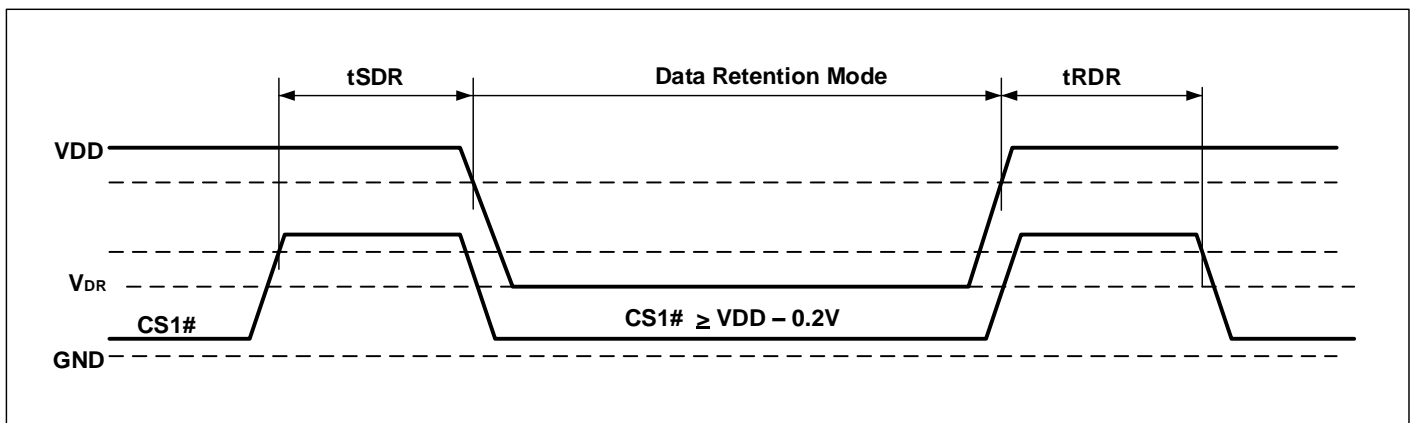 tSDR Data Retention Mode tRDR
VDD
VDR
CS1# CS1# ≥ VDD – 0.2V
GND